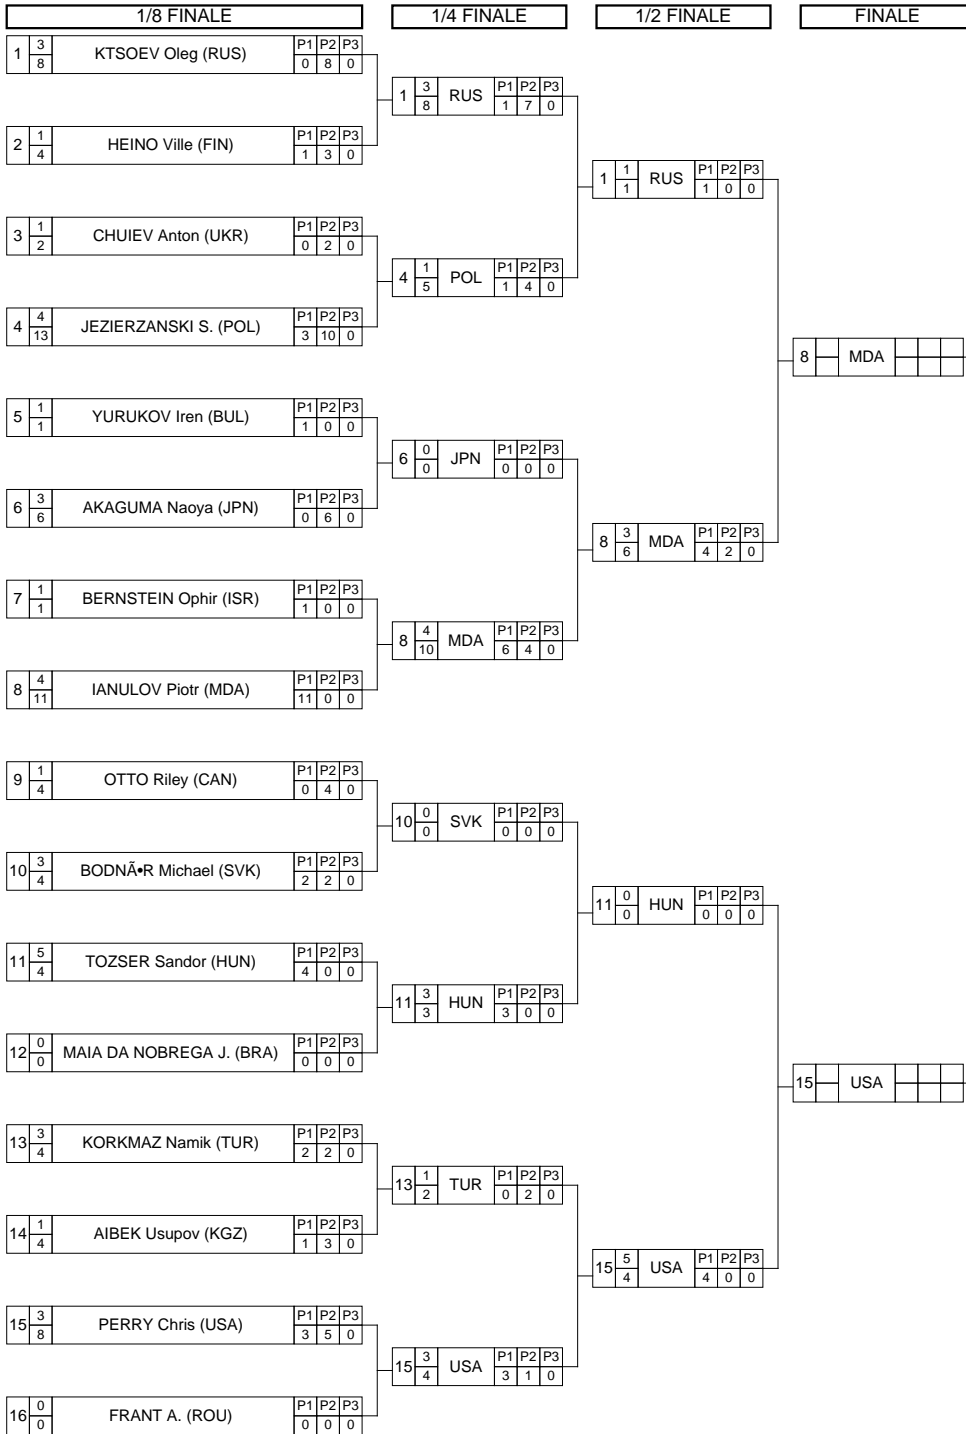 1/8 FINALE 1/4 FINALE 1/2 FINALE FINALE
1 3 8 KTSOEV Oleg (RUS) P1 P2 P3 0 8 0
1 3 8 RUS P1 P2 P3 1 7 0
2 1 4 HEINO Ville (FIN) P1 P2 P3 1 3 0
1 1 1 RUS P1 P2 P3 1 0 0
3 1 2 CHUIEV Anton (UKR) P1 P2 P3 0 2 0
4 1 5 POL P1 P2 P3 1 4 0
4 4 13 JEZIERZANSKI S. (POL) P1 P2 P3 3 10 0
8 MDA
5 1 1 YURUKOV Iren (BUL) P1 P2 P3 1 0 0
6 0 0 JPN P1 P2 P3 0 0 0
6 3 6 AKAGUMA Naoya (JPN) P1 P2 P3 0 6 0
8 3 6 MDA P1 P2 P3 4 2 0
7 1 1 BERNSTEIN Ophir (ISR) P1 P2 P3 1 0 0
8 4 10 MDA P1 P2 P3 6 4 0
8 4 11 IANULOV Piotr (MDA) P1 P2 P3 11 0 0
9 1 4 OTTO Riley (CAN) P1 P2 P3 0 4 0
10 0 0 SVK P1 P2 P3 0 0 0
10 3 4 BODNÃ•R Michael (SVK) P1 P2 P3 2 2 0
11 0 0 HUN P1 P2 P3 0 0 0
11 5 4 TOZSER Sandor (HUN) P1 P2 P3 4 0 0
11 3 3 HUN P1 P2 P3 3 0 0
12 0 0 MAIA DA NOBREGA J. (BRA) P1 P2 P3 0 0 0
15 USA
13 3 4 KORKMAZ Namik (TUR) P1 P2 P3 2 2 0
13 1 2 TUR P1 P2 P3 0 2 0
14 1 4 AIBEK Usupov (KGZ) P1 P2 P3 1 3 0
15 5 4 USA P1 P2 P3 4 0 0
15 3 8 PERRY Chris (USA) P1 P2 P3 3 5 0
15 3 4 USA P1 P2 P3 3 1 0
16 0 0 FRANT A. (ROU) P1 P2 P3 0 0 0